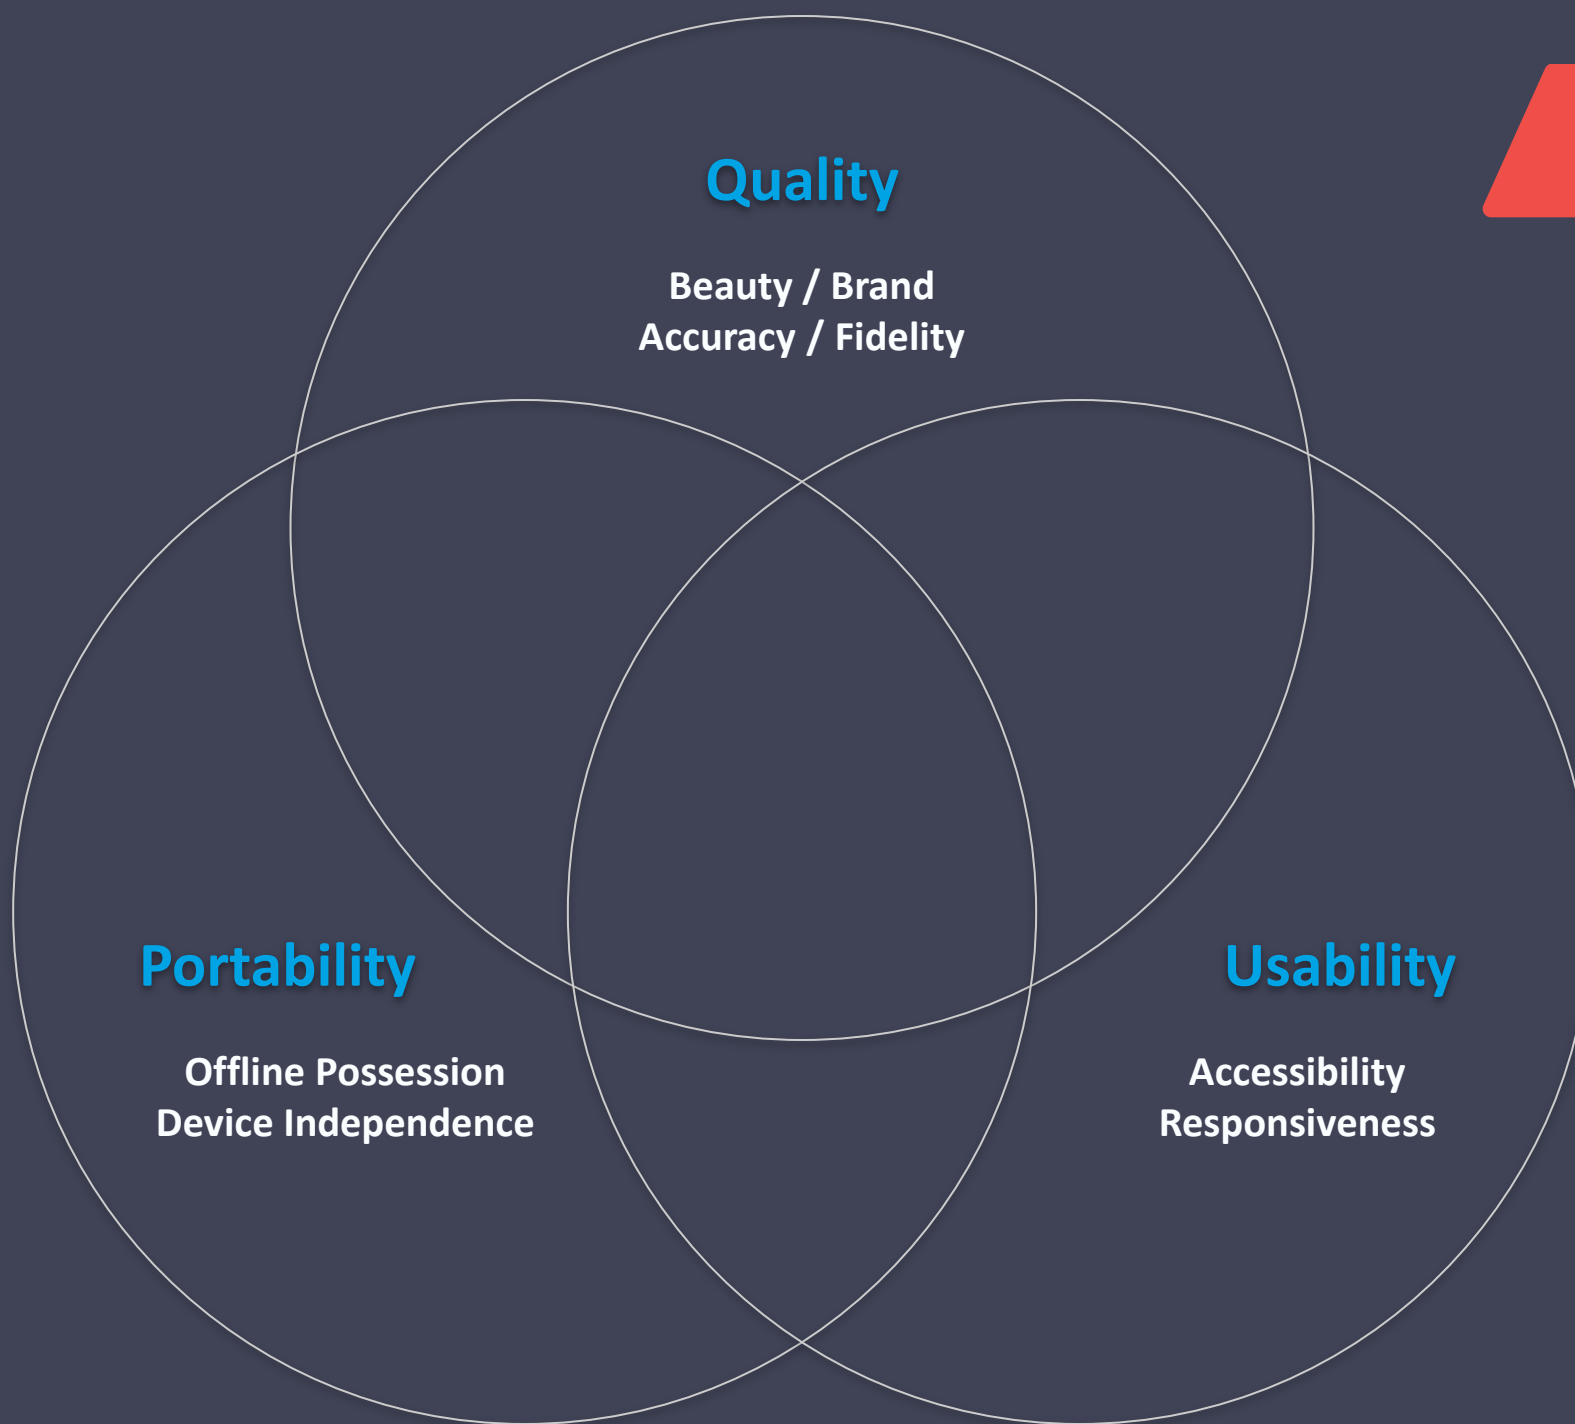 Quality
Beauty / Brand
Accuracy / Fidelity
Portability
Offline Possession
Device Independence
Usability
Accessibility
Responsiveness